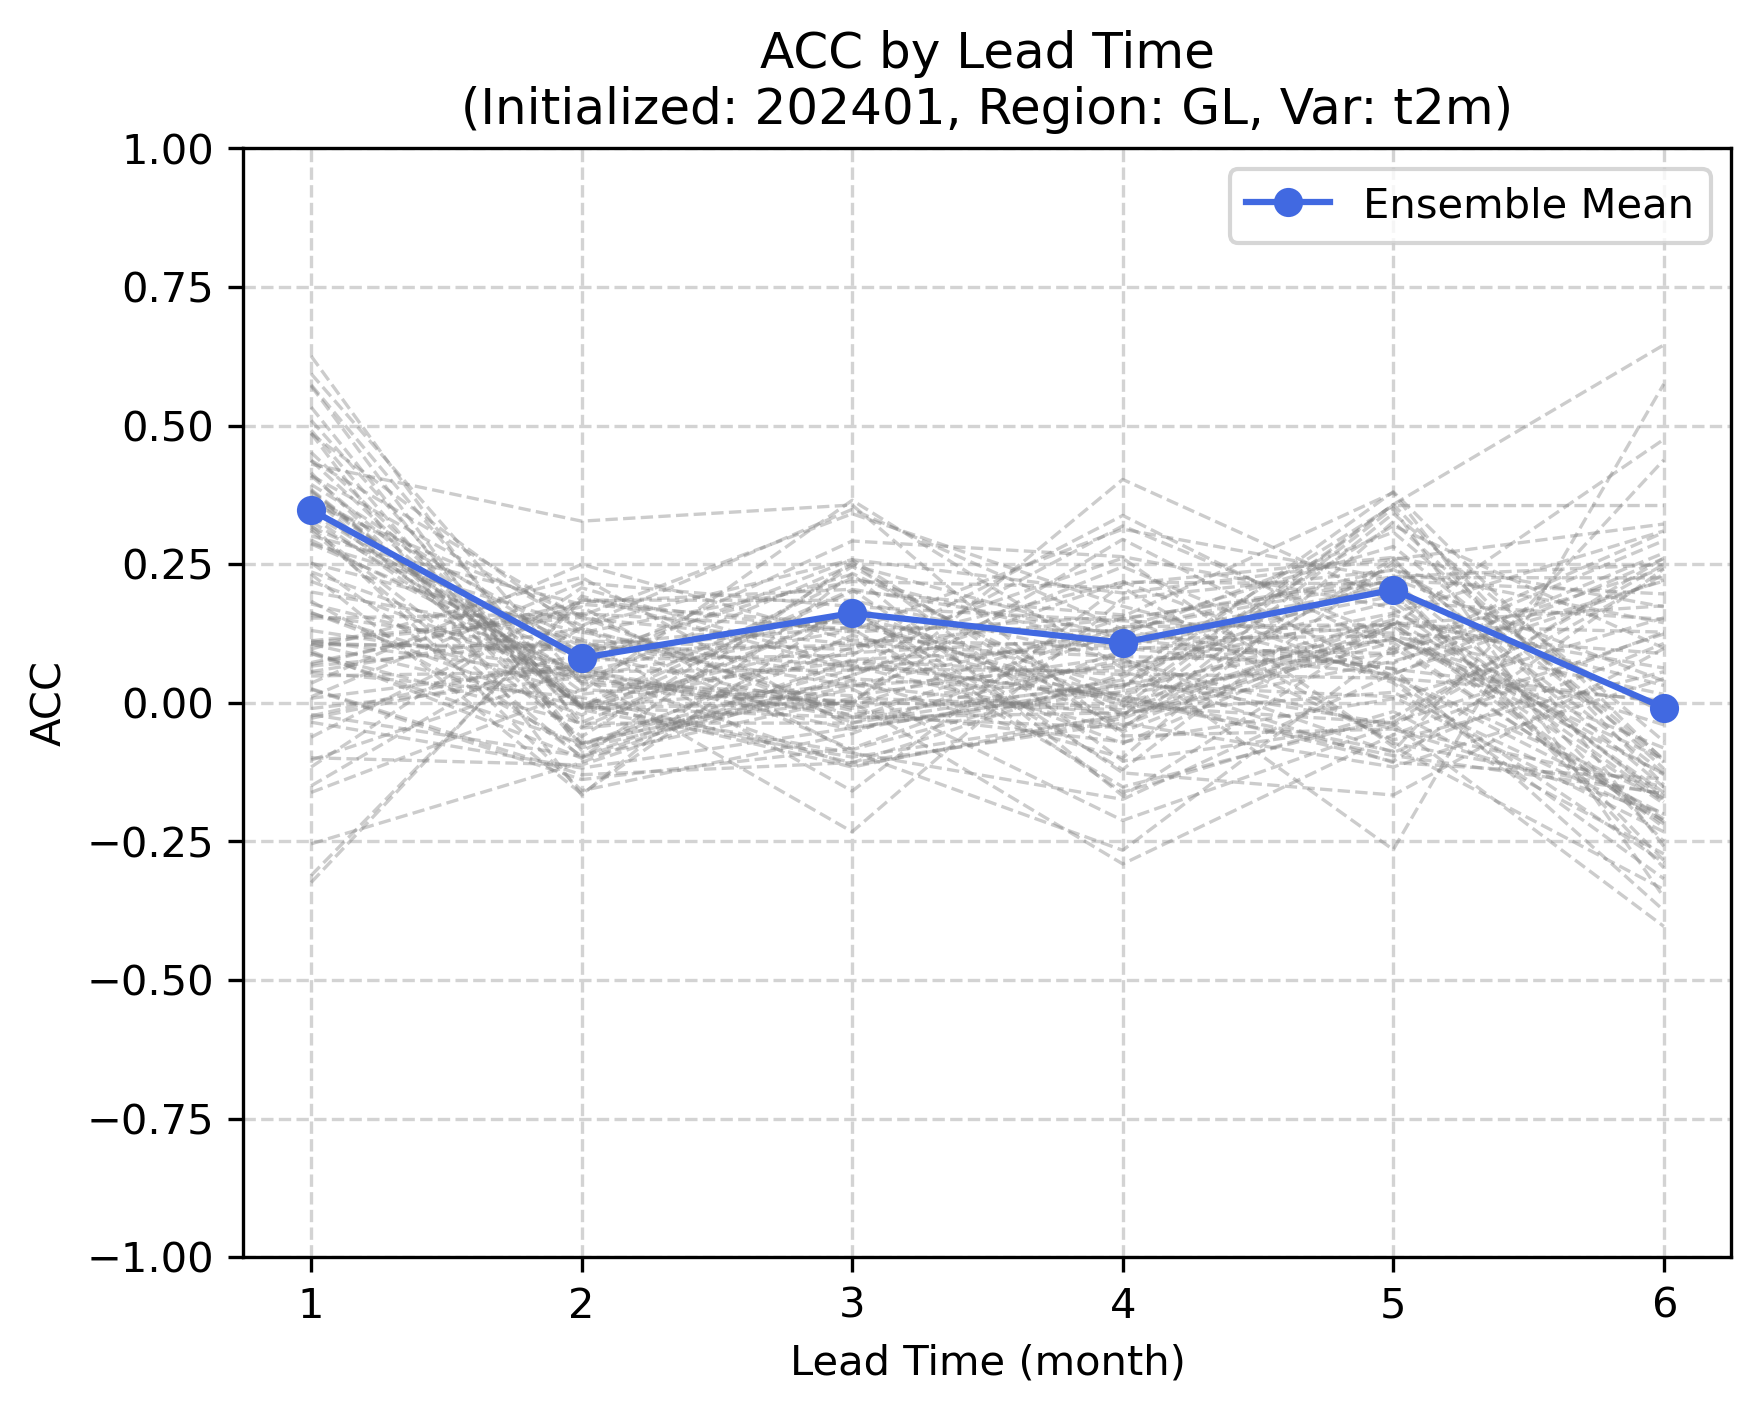 ACC by Lead Time
(Initialized: 202401, Region: GL, Var: t2m)
Ensemble Mean
1.00
0.75
0.50
0.25
0.00
−0.25
−0.50
−0.75
−1.00
ACC
1 2 3 4 5 6
Lead Time (month)